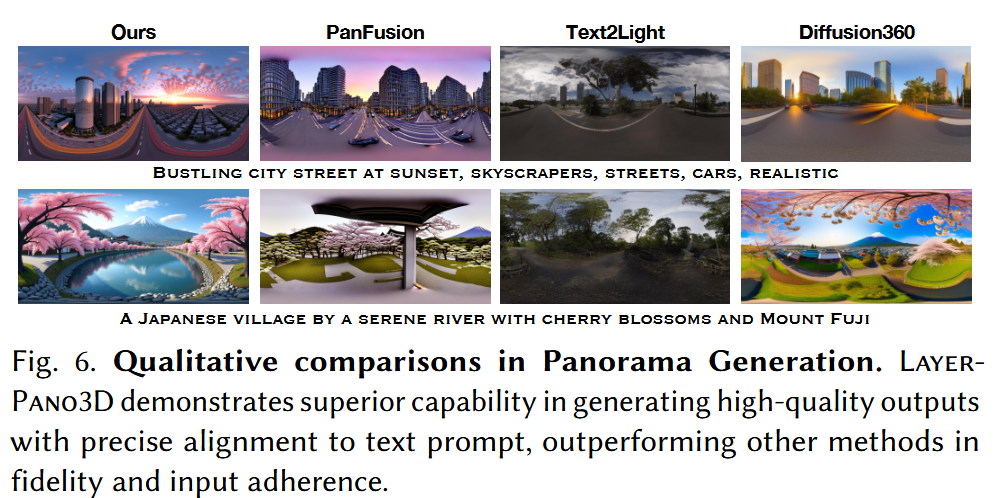 Ours PanFusion Text2Light Diffusion360
Bustling city street at sunset, skyscrapers, streets, cars, realistic
A Japanese village by a serene river with cherry blossoms and Mount Fuji
Fig. 6. Qualitative comparisons in Panorama Generation. Layer-
Pano3D demonstrates superior capability in generating high-quality outputs
with precise alignment to text prompt, outperforming other methods in
fidelity and input adherence.